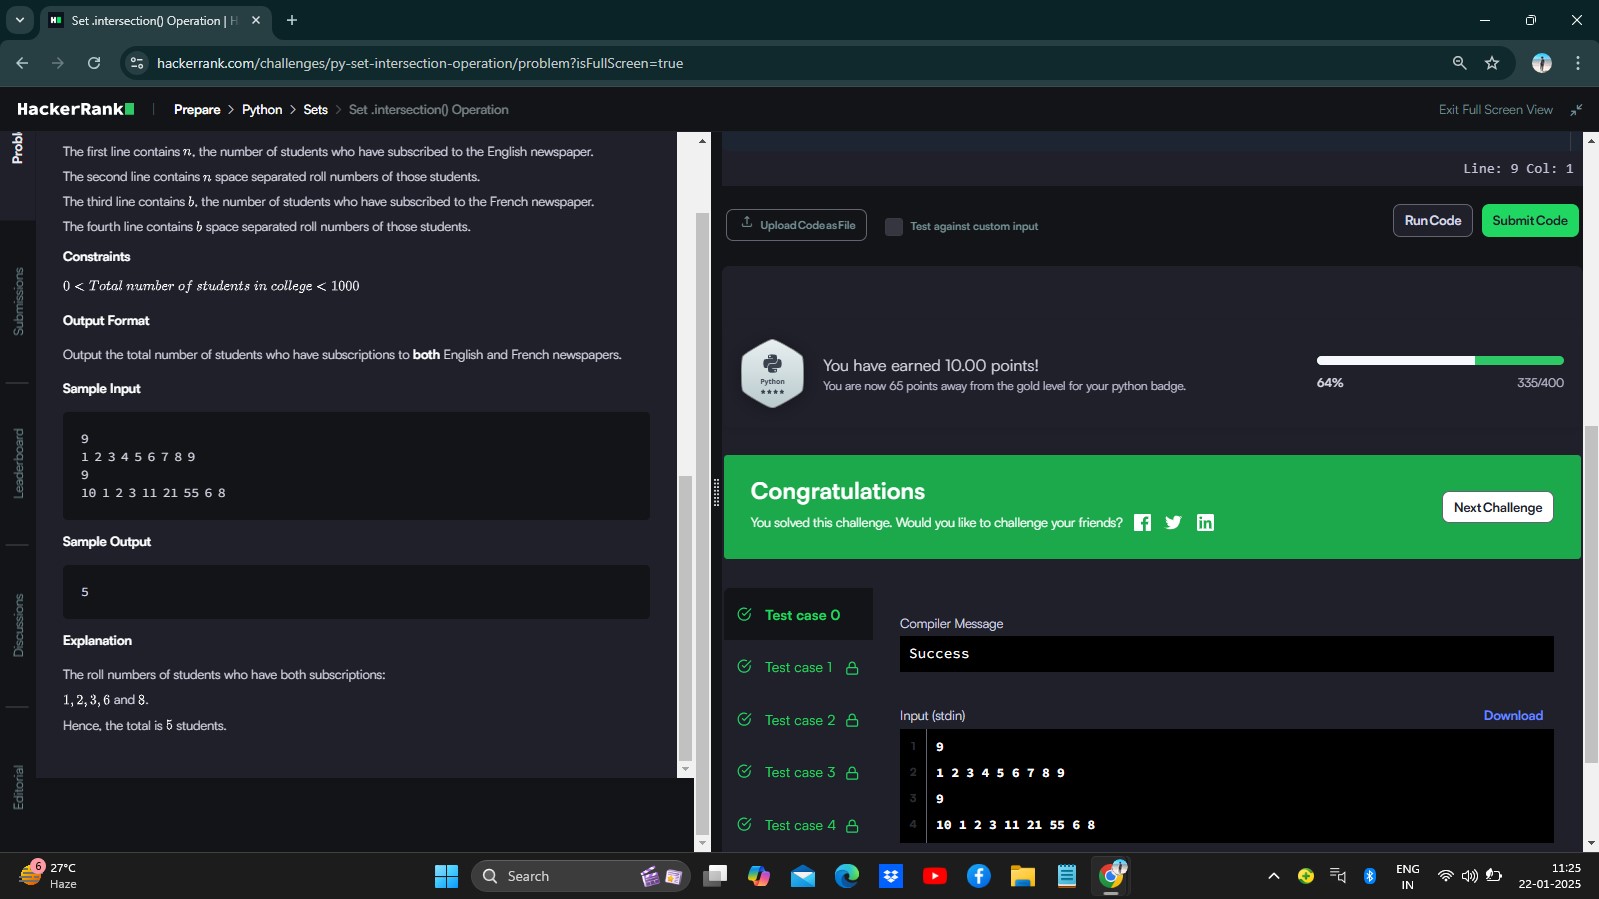 Set .intersection() Operation | H
hackerrank.com/challenges/py-set-intersection-operation/problem?isFullScreen=true
HackerRank
Prepare > Python > Sets > Set .intersection() Operation
Exit Full Screen View
Submissions
Leaderboard
Discussions
Editorial
The first line contains n, the number of students who have subscribed to the English newspaper.
The second line contains n space separated roll numbers of those students.
The third line contains b, the number of students who have subscribed to the French newspaper.
The fourth line contains b space separated roll numbers of those students.
Constraints
0 < Total number of students in college < 1000
Output Format
Output the total number of students who have subscriptions to both English and French newspapers.
Sample Input
9
1 2 3 4 5 6 7 8 9
9
10 1 2 3 11 21 55 6 8
Sample Output
5
Explanation
The roll numbers of students who have both subscriptions:
1, 2, 3, 6 and 8.
Hence, the total is 5 students.
Line: 9 Col: 1
Upload Code as File
Test against custom input
Run Code
Submit Code
Python
You have earned 10.00 points!
You are now 65 points away from the gold level for your python badge.
64%
335/400
Congratulations
You solved this challenge. Would you like to challenge your friends?
Next Challenge
Test case 0
Test case 1
Test case 2
Test case 3
Test case 4
Compiler Message
Success
Input (stdin)
Download
1 9
2 1 2 3 4 5 6 7 8 9
3 9
4 10 1 2 3 11 21 55 6 8
6
27°C
Haze
Search
ENG
IN
11:25
22-01-2025